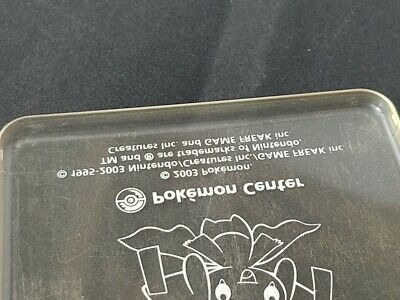 Pokémon Center
© 2003 Pokémon.
© 1995-2003 Nintendo/Creatures Inc./GAME FREAK inc.
TM and ® are trademarks of Nintendo,
Creatures Inc. and GAME FREAK inc.